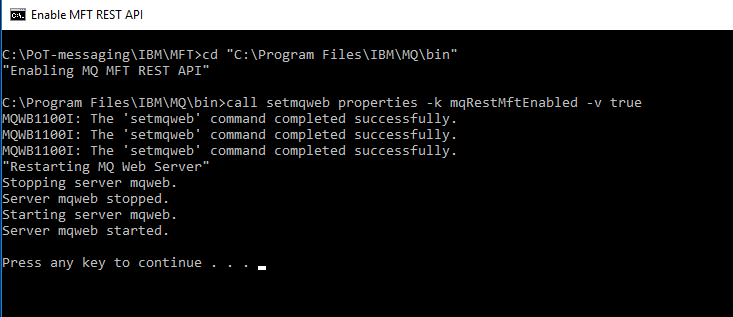 Enable MFT REST API
C:\PoT-messaging\IBM\MFT>cd "C:\Program Files\IBM\MQ\bin"
"Enabling MQ MFT REST API"
C:\Program Files\IBM\MQ\bin>call setmqweb properties -k mqRestMftEnabled -v true
MQWB1100I: The 'setmqweb' command completed successfully.
MQWB1100I: The 'setmqweb' command completed successfully.
MQWB1100I: The 'setmqweb' command completed successfully.
"Restarting MQ Web Server"
Stopping server mqweb.
Server mqweb stopped.
Starting server mqweb.
Server mqweb started.
Press any key to continue . . .